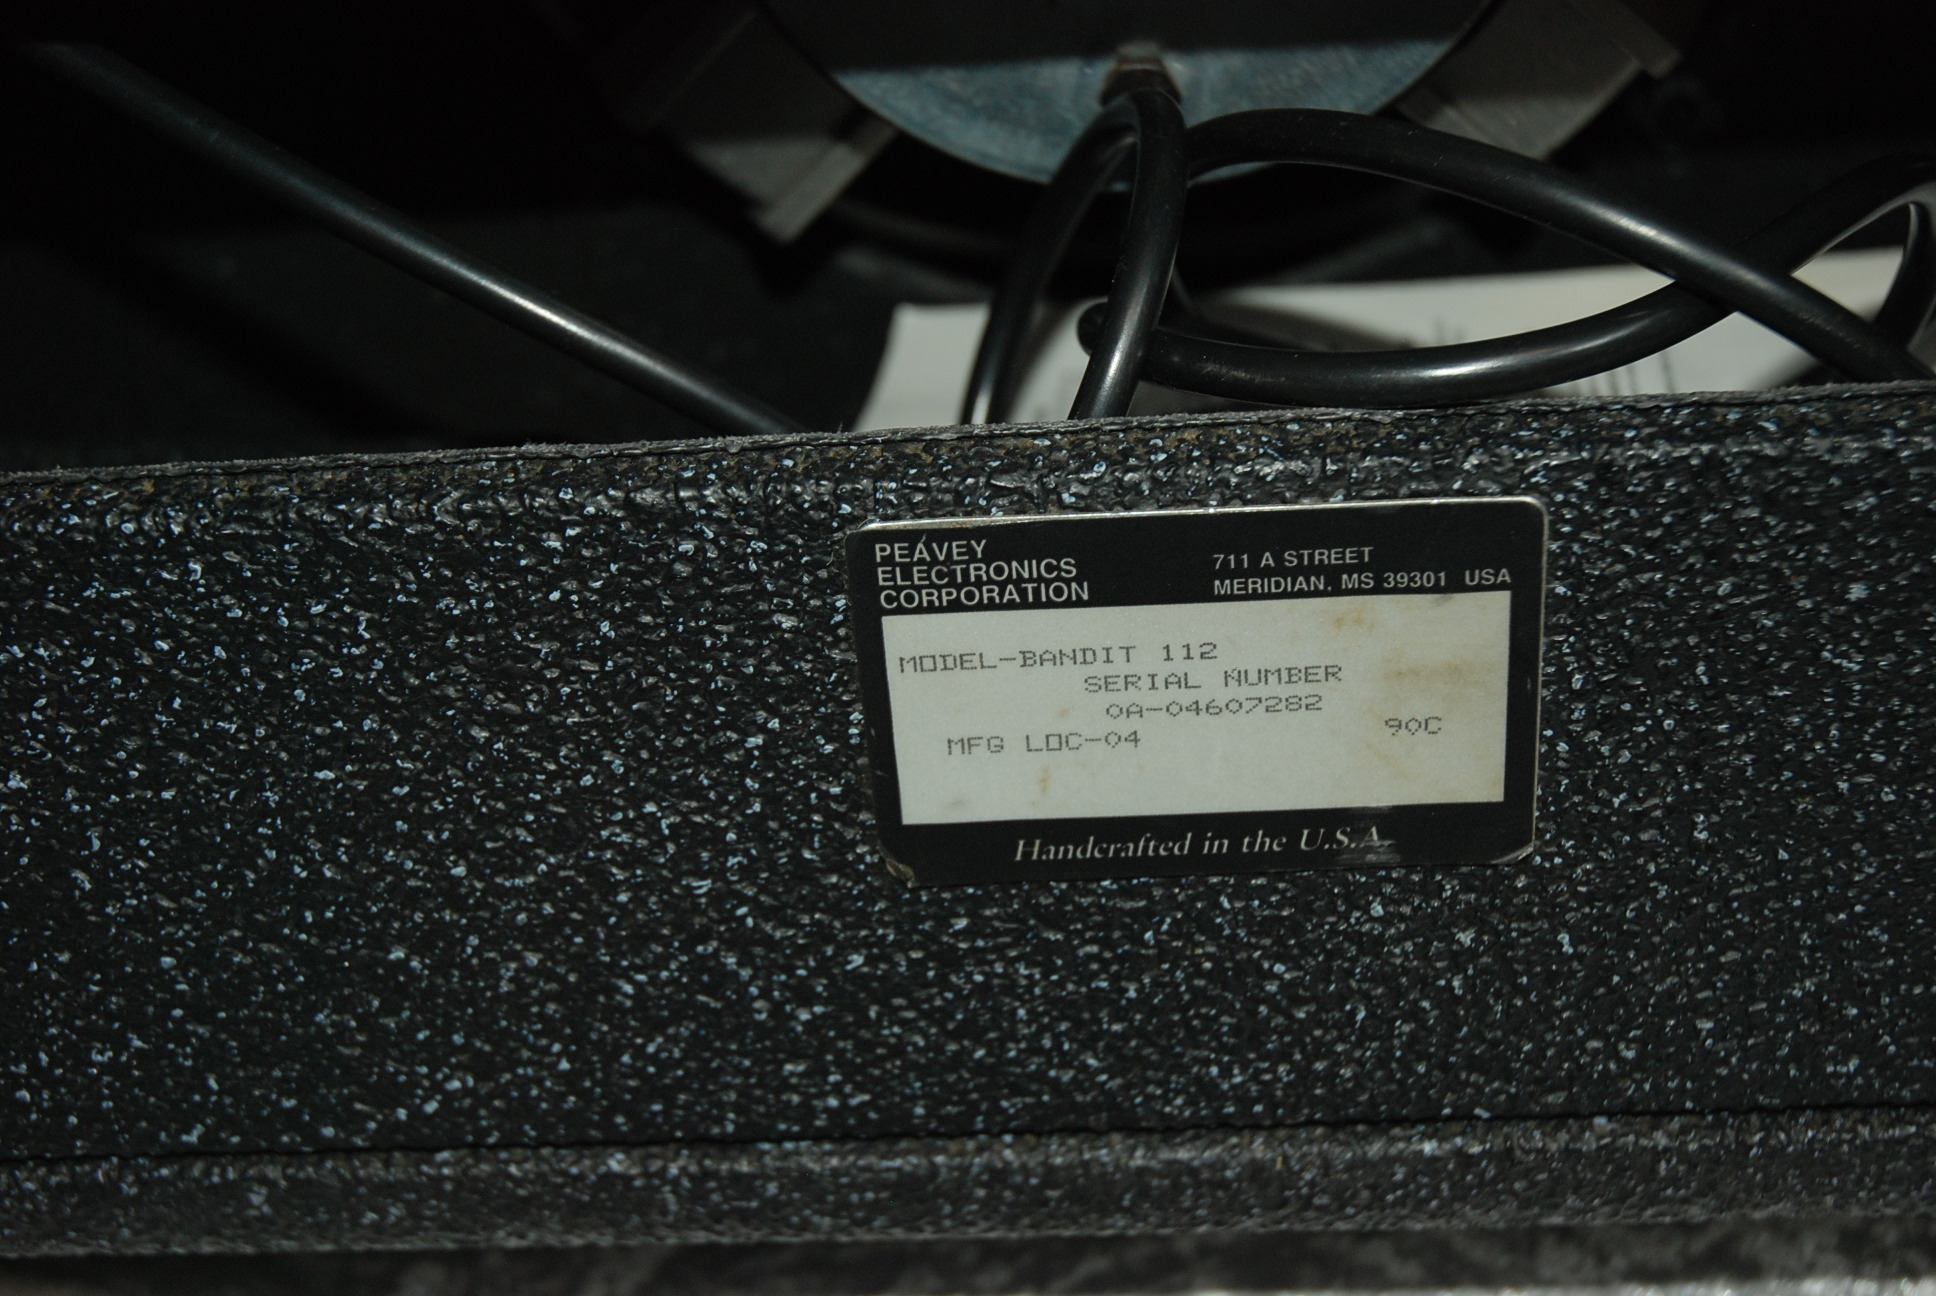 PEAVEY
ELECTRONICS
CORPORATION
711 A STREET
MERIDIAN, MS 39301 USA
MODEL-BANDIT 112
SERIAL NUMBER
0A-04607282
MFG LOC-04
90C
Handcrafted in the U.S.A.